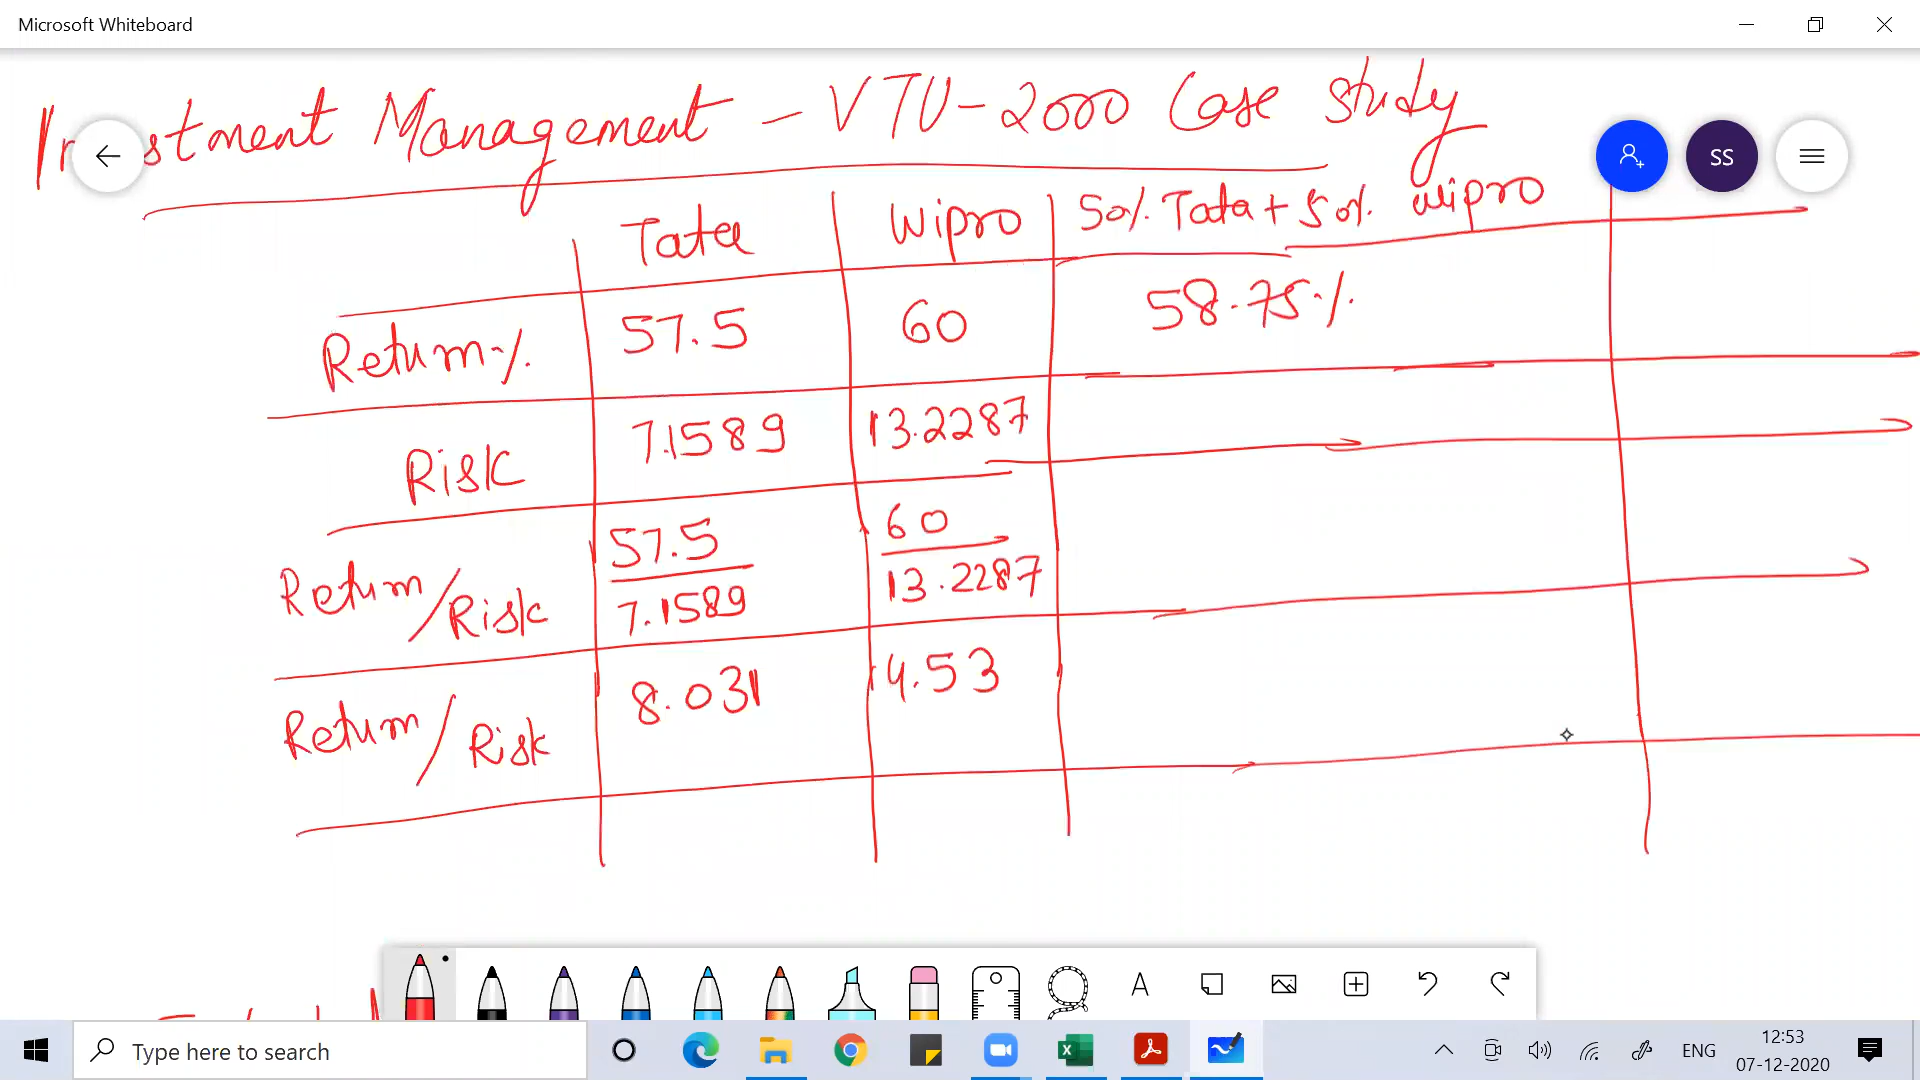 Microsoft Whiteboard
Investment Management - VTU-2000 Case Study
SS
Tata Wipro 50% Tata + 50% Wipro
Return % 57.5 60 58.75%
Risk 7.1589 13.2287
Return/Risk 57.5/7.1589 60/13.2287
Return/Risk 8.031 4.53
A
Type here to search
ENG
12:53
07-12-2020